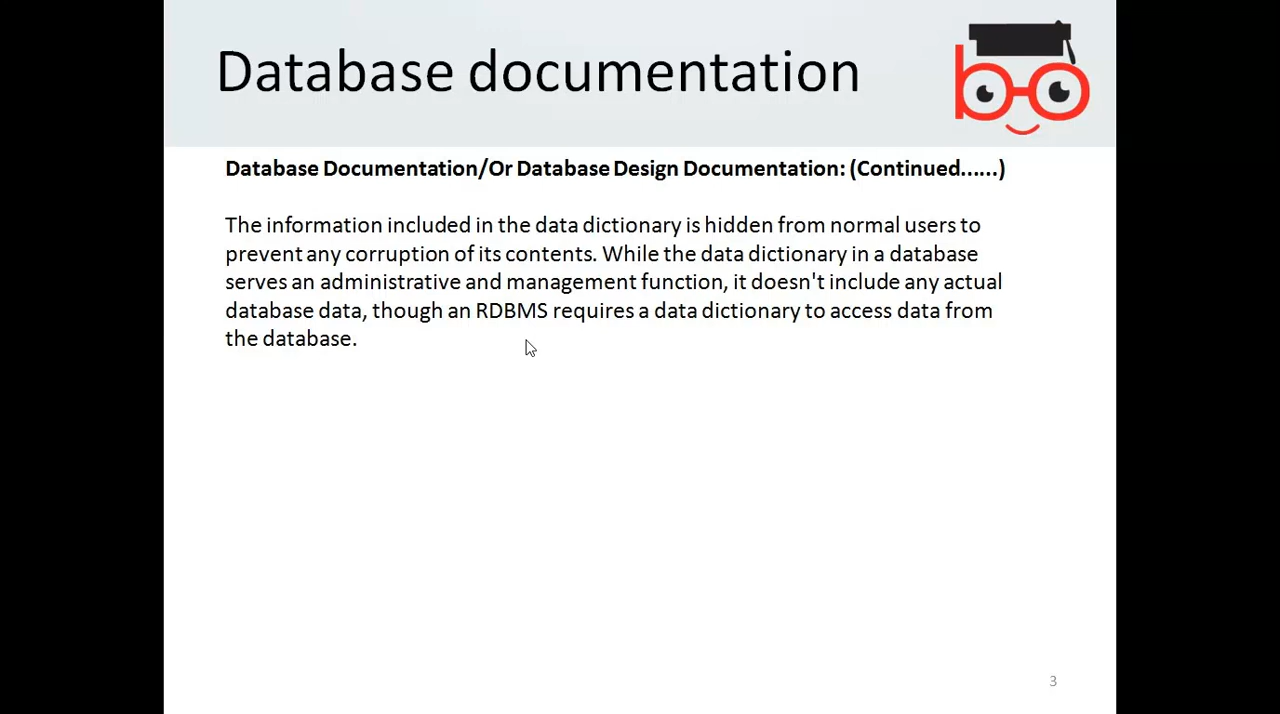 Database documentation
Database Documentation/Or Database Design Documentation: (Continued......)
The information included in the data dictionary is hidden from normal users to
prevent any corruption of its contents. While the data dictionary in a database
serves an administrative and management function, it doesn't include any actual
database data, though an RDBMS requires a data dictionary to access data from
the database.
3